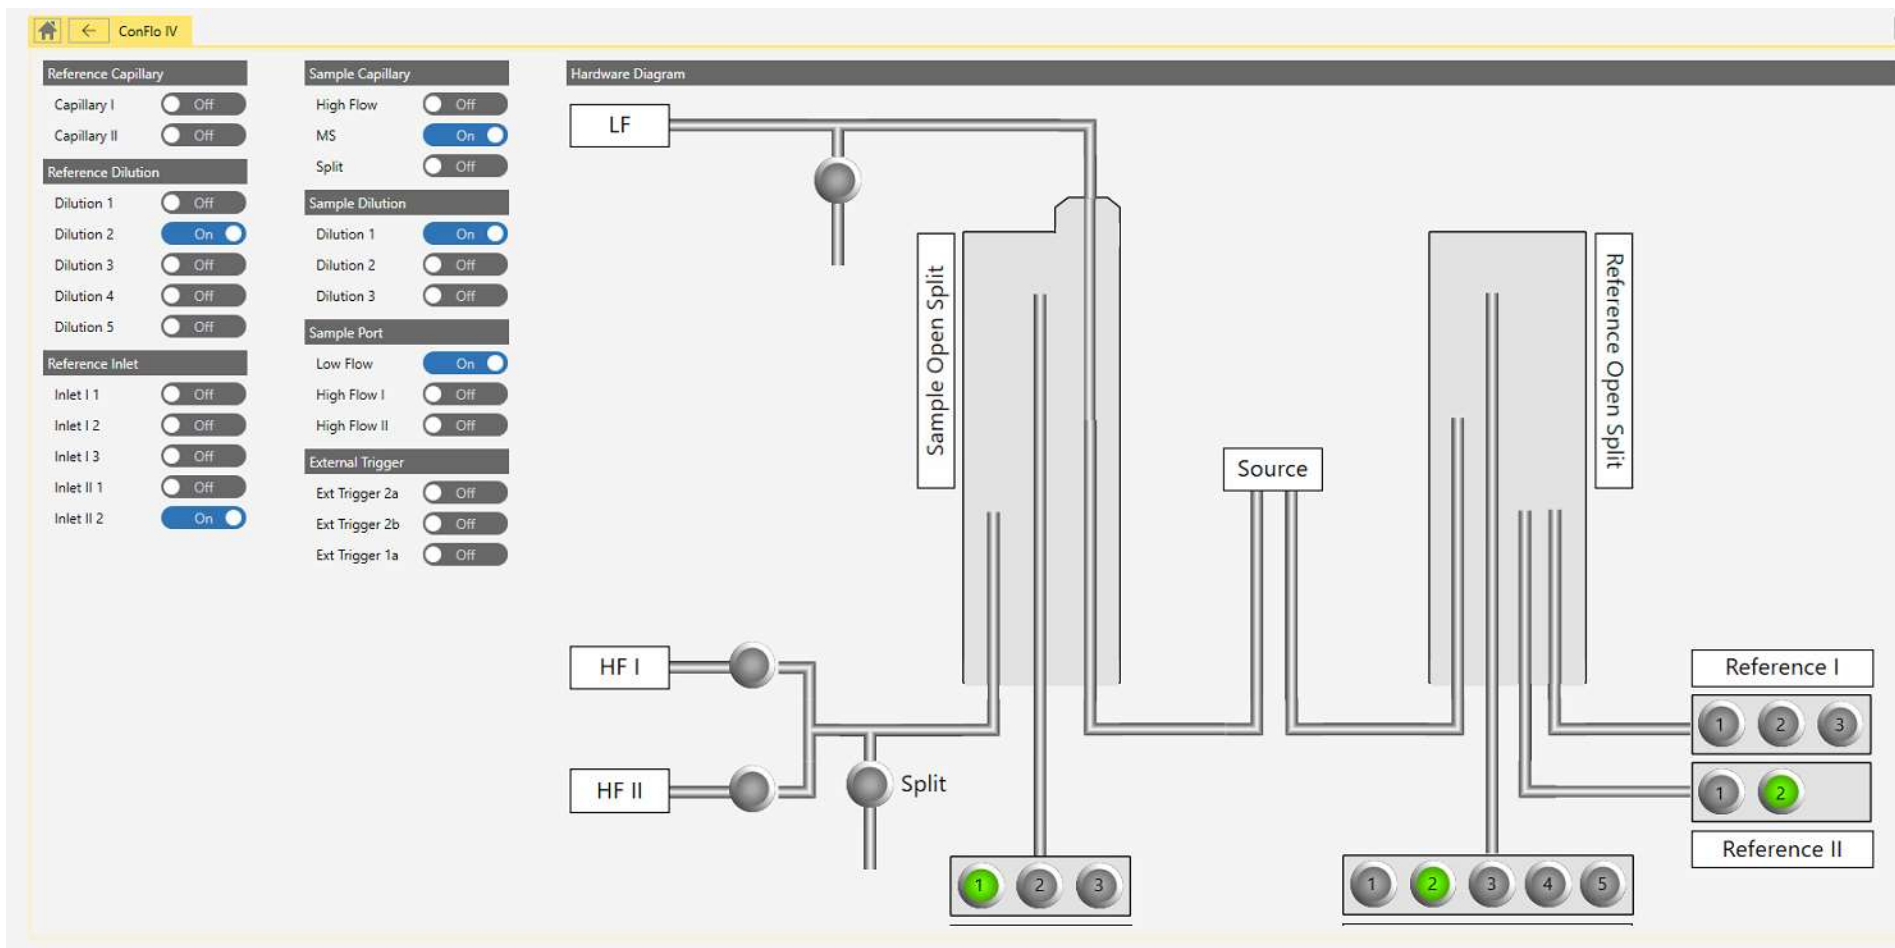 ConFlo IV
Reference Capillary
Capillary I Off
Capillary II Off
Reference Dilution
Dilution 1 Off
Dilution 2 On
Dilution 3 Off
Dilution 4 Off
Dilution 5 Off
Reference Inlet
Inlet I 1 Off
Inlet I 2 Off
Inlet I 3 Off
Inlet II 1 Off
Inlet II 2 On
Sample Capillary
High Flow Off
MS On
Split Off
Sample Dilution
Dilution 1 On
Dilution 2 Off
Dilution 3 Off
Sample Port
Low Flow On
High Flow I Off
High Flow II Off
External Trigger
Ext Trigger 2a Off
Ext Trigger 2b Off
Ext Trigger 1a Off
Hardware Diagram
LF
Sample Open Split
Source
Reference Open Split
HF I
HF II
Split
Reference I
1 2 3
1 2
Reference II
1 2 3
1 2 3 4 5